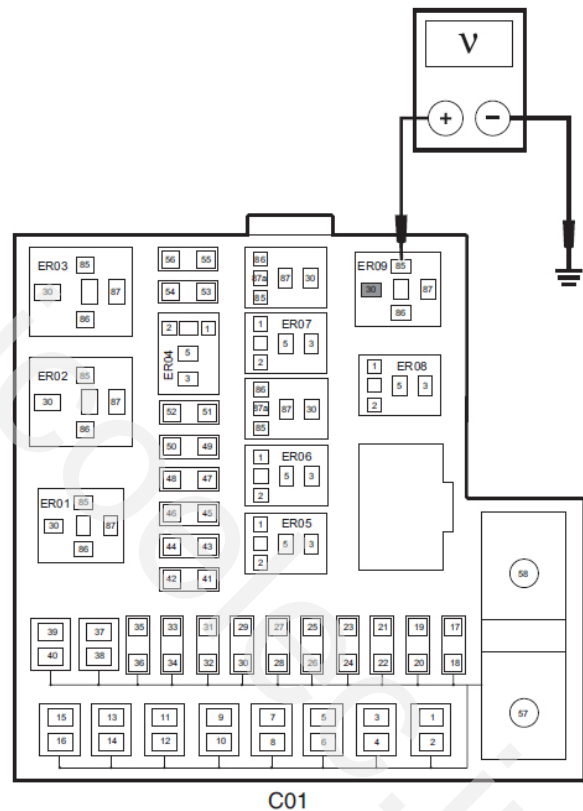 V
+ −
ER03 85 30 87 86
56 55
54 53
86 87a 85 87 30
ER09 85 30 87 86
2 1 5 3 ER04
1 ER07 5 3 2
ER02 85 30 87 86
1 ER08 5 3 2
86 87a 85 87 30
52 51
50 49
48 47
1 ER06 5 3 2
ER01 85 30 87 86
46 45
44 43
42 41
1 ER05 5 3 2
58
39 37 35 33 31 29 27 25 23 21 19 17
40 38 36 34 32 30 28 26 24 22 20 18
57
15 13 11 9 7 5 3 1
16 14 12 10 8 6 4 2
C01